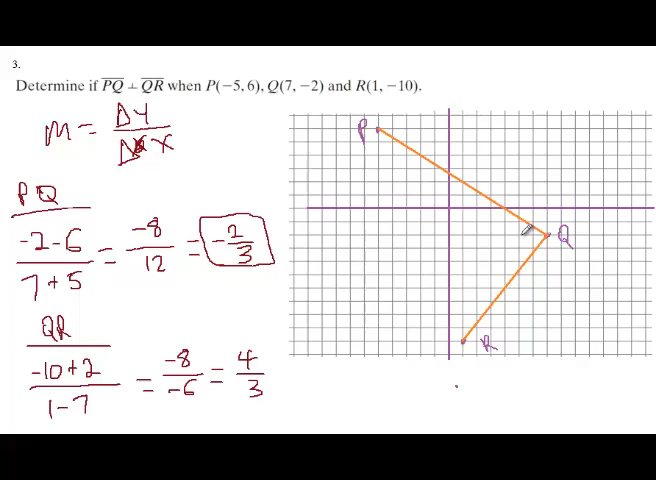 3.
Determine if PQ ⊥ QR when P(−5, 6), Q(7, −2) and R(1, −10).
m = ΔY / ΔX
PQ
-2-6 / 7+5 = -8 / 12 = -2/3
QR
-10+2 / 1-7 = -8 / -6 = 4/3
P
Q
R